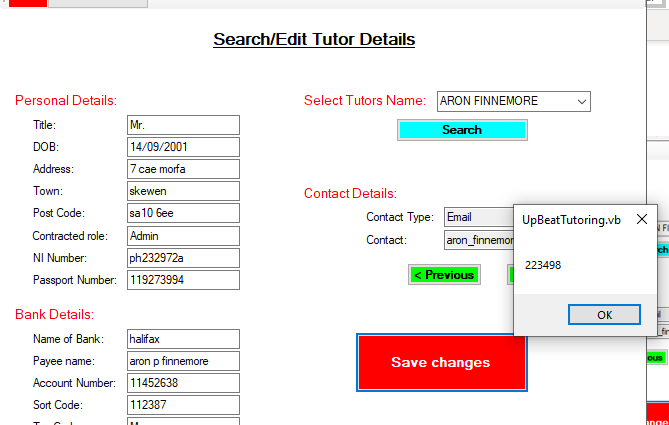 Search/Edit Tutor Details
Personal Details:
Title: Mr.
DOB: 14/09/2001
Address: 7 cae morfa
Town: skewen
Post Code: sa10 6ee
Contracted role: Admin
NI Number: ph232972a
Passport Number: 119273994
Bank Details:
Name of Bank: halifax
Payee name: aron p finnemore
Account Number: 11452638
Sort Code: 112387
Select Tutors Name: ARON FINNEMORE
Search
Contact Details:
Contact Type: Email
Contact: aron_finnemor
< Previous
Save changes
UpBeatTutoring.vb
223498
OK